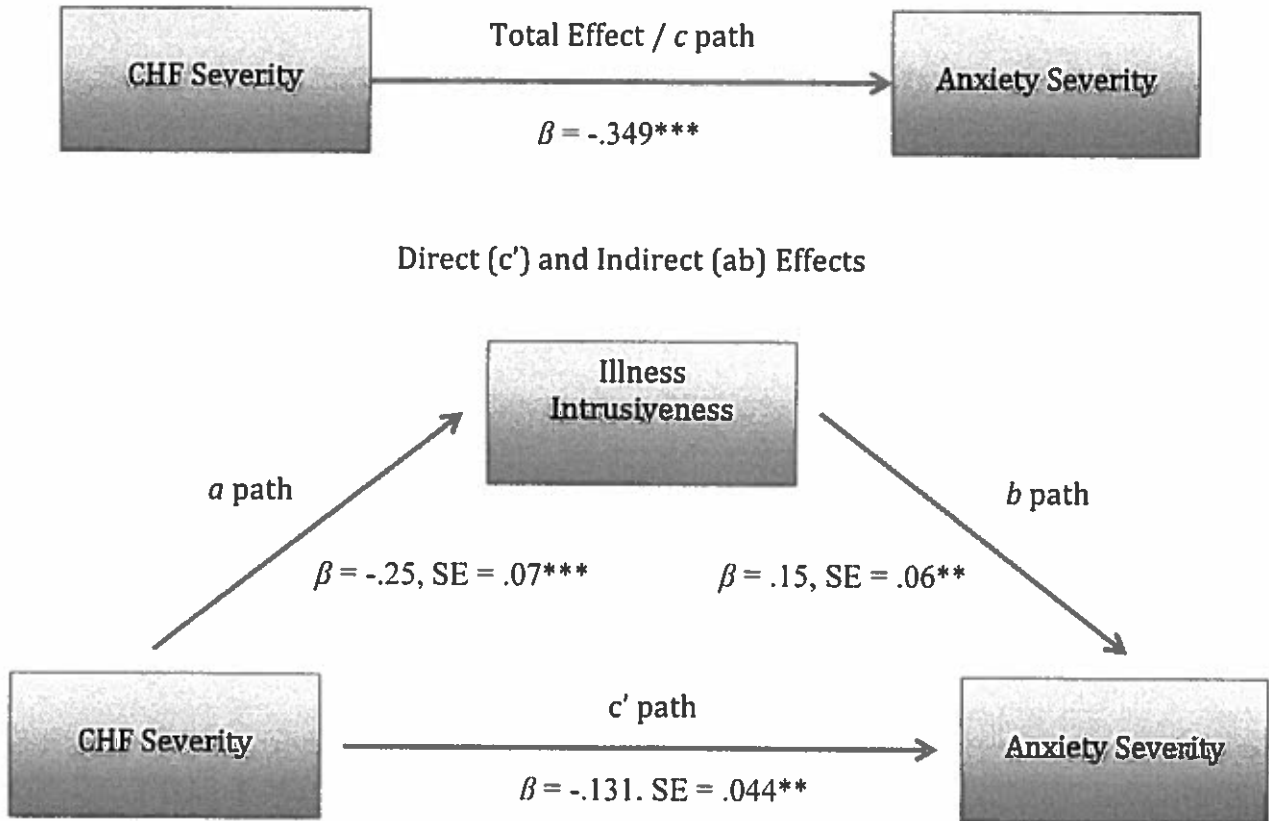 Total Effect / c path
CHF Severity
Anxiety Severity
β = -.349***
Direct (c') and Indirect (ab) Effects
Illness
Intrusiveness
a path
b path
β = -.25, SE = .07***
β = .15, SE = .06**
c' path
CHF Severity
Anxiety Severity
β = -.131. SE = .044**